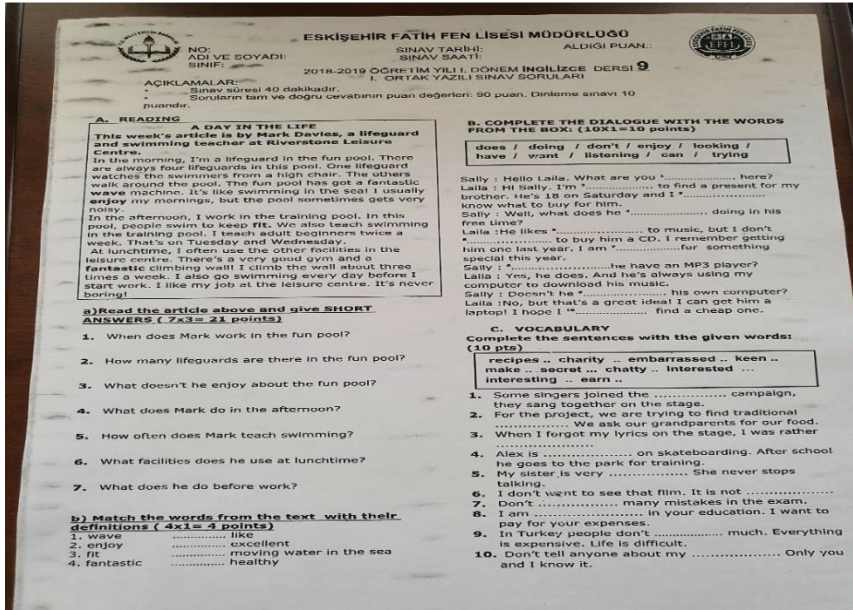 ESKİŞEHİR FATİH FEN LİSESİ MÜDÜRLÜĞÜ
NO: SINAV TARİHİ: ALDIĞI PUAN::
ADI VE SOYADI: SINAV SAATİ:
SINIF: 2018-2019 ÖĞRETİM YILI I. DÖNEM İNGİLİZCE DERSİ 9
I. ORTAK YAZILI SINAV SORULARI
AÇIKLAMALAR:
• Sınav süresi 40 dakikadır.
• Soruların tam ve doğru cevabının puan değerleri: 90 puan. Dinleme sınavı 10
puandır.
A. READING
A DAY IN THE LIFE
This week's article is by Mark Davies, a lifeguard
and swimming teacher at Riverstone Leisure
Centre.
In the morning, I'm a lifeguard in the fun pool. There
are always four lifeguards in this pool. One lifeguard
watches the swimmers from a high chair. The others
walk around the pool. The fun pool has got a fantastic
wave machine. It's like swimming in the sea! I usually
enjoy my mornings, but the pool sometimes gets very
noisy.
In the afternoon, I work in the training pool. In this
pool, people swim to keep fit. We also teach swimming
in the training pool. I teach adult beginners twice a
week. That's on Tuesday and Wednesday.
At lunchtime, I often use the other facilities in the
leisure centre. There's a very good gym and a
fantastic climbing wall! I climb the wall about three
times a week. I also go swimming every day before I
start work. I like my job at the leisure centre. It's never
boring!
a)Read the article above and give SHORT
ANSWERS ( 7x3= 21 points)
1. When does Mark work in the fun pool?
2. How many lifeguards are there in the fun pool?
3. What doesn't he enjoy about the fun pool?
4. What does Mark do in the afternoon?
5. How often does Mark teach swimming?
6. What facilities does he use at lunchtime?
7. What does he do before work?
b) Match the words from the text with their
definitions ( 4x1= 4 points)
1. wave ............. like
2. enjoy ............. excellent
3. fit ............. moving water in the sea
4. fantastic ............. healthy
B. COMPLETE THE DIALOGUE WITH THE WORDS
FROM THE BOX: (10X1=10 points)
does / doing / don't / enjoy / looking /
have / want / listening / can / trying
Sally : Hello Laila. What are you ¹................. here?
Laila : Hi Sally. I'm ²................ to find a present for my
brother. He's 18 on Saturday and I ³................
know what to buy for him.
Sally : Well, what does he ⁴................... doing in his
free time?
Laila :He likes ⁵................... to music, but I don't
⁶................ to buy him a CD. I remember getting
him one last year. I am ⁷................for something
special this year.
Sally : ⁸...................he have an MP3 player?
Laila : Yes, he does. And he's always using my
computer to download his music.
Sally : Doesn't he ⁹.................. his own computer?
Laila :No, but that's a great idea! I can get him a
laptop! I hope I ¹⁰................... find a cheap one.
C. VOCABULARY
Complete the sentences with the given words:
(10 pts)
recipes .. charity .. embarrassed .. keen ..
make .. secret ... chatty .. interested ...
interesting .. earn ..
1. Some singers joined the ............... campaign,
they sang together on the stage.
2. For the project, we are trying to find traditional
.................. We ask our grandparents for our food.
3. When I forgot my lyrics on the stage, I was rather
........................
4. Alex is .................. on skateboarding. After school
he goes to the park for training.
5. My sister is very ............... She never stops
talking.
6. I don't want to see that film. It is not ..................
7. Don't ................. many mistakes in the exam.
8. I am ................. in your education. I want to
pay for your expenses.
9. In Turkey people don't ............... much. Everything
is expensive. Life is difficult.
10. Don't tell anyone about my .................. Only you
and I know it.